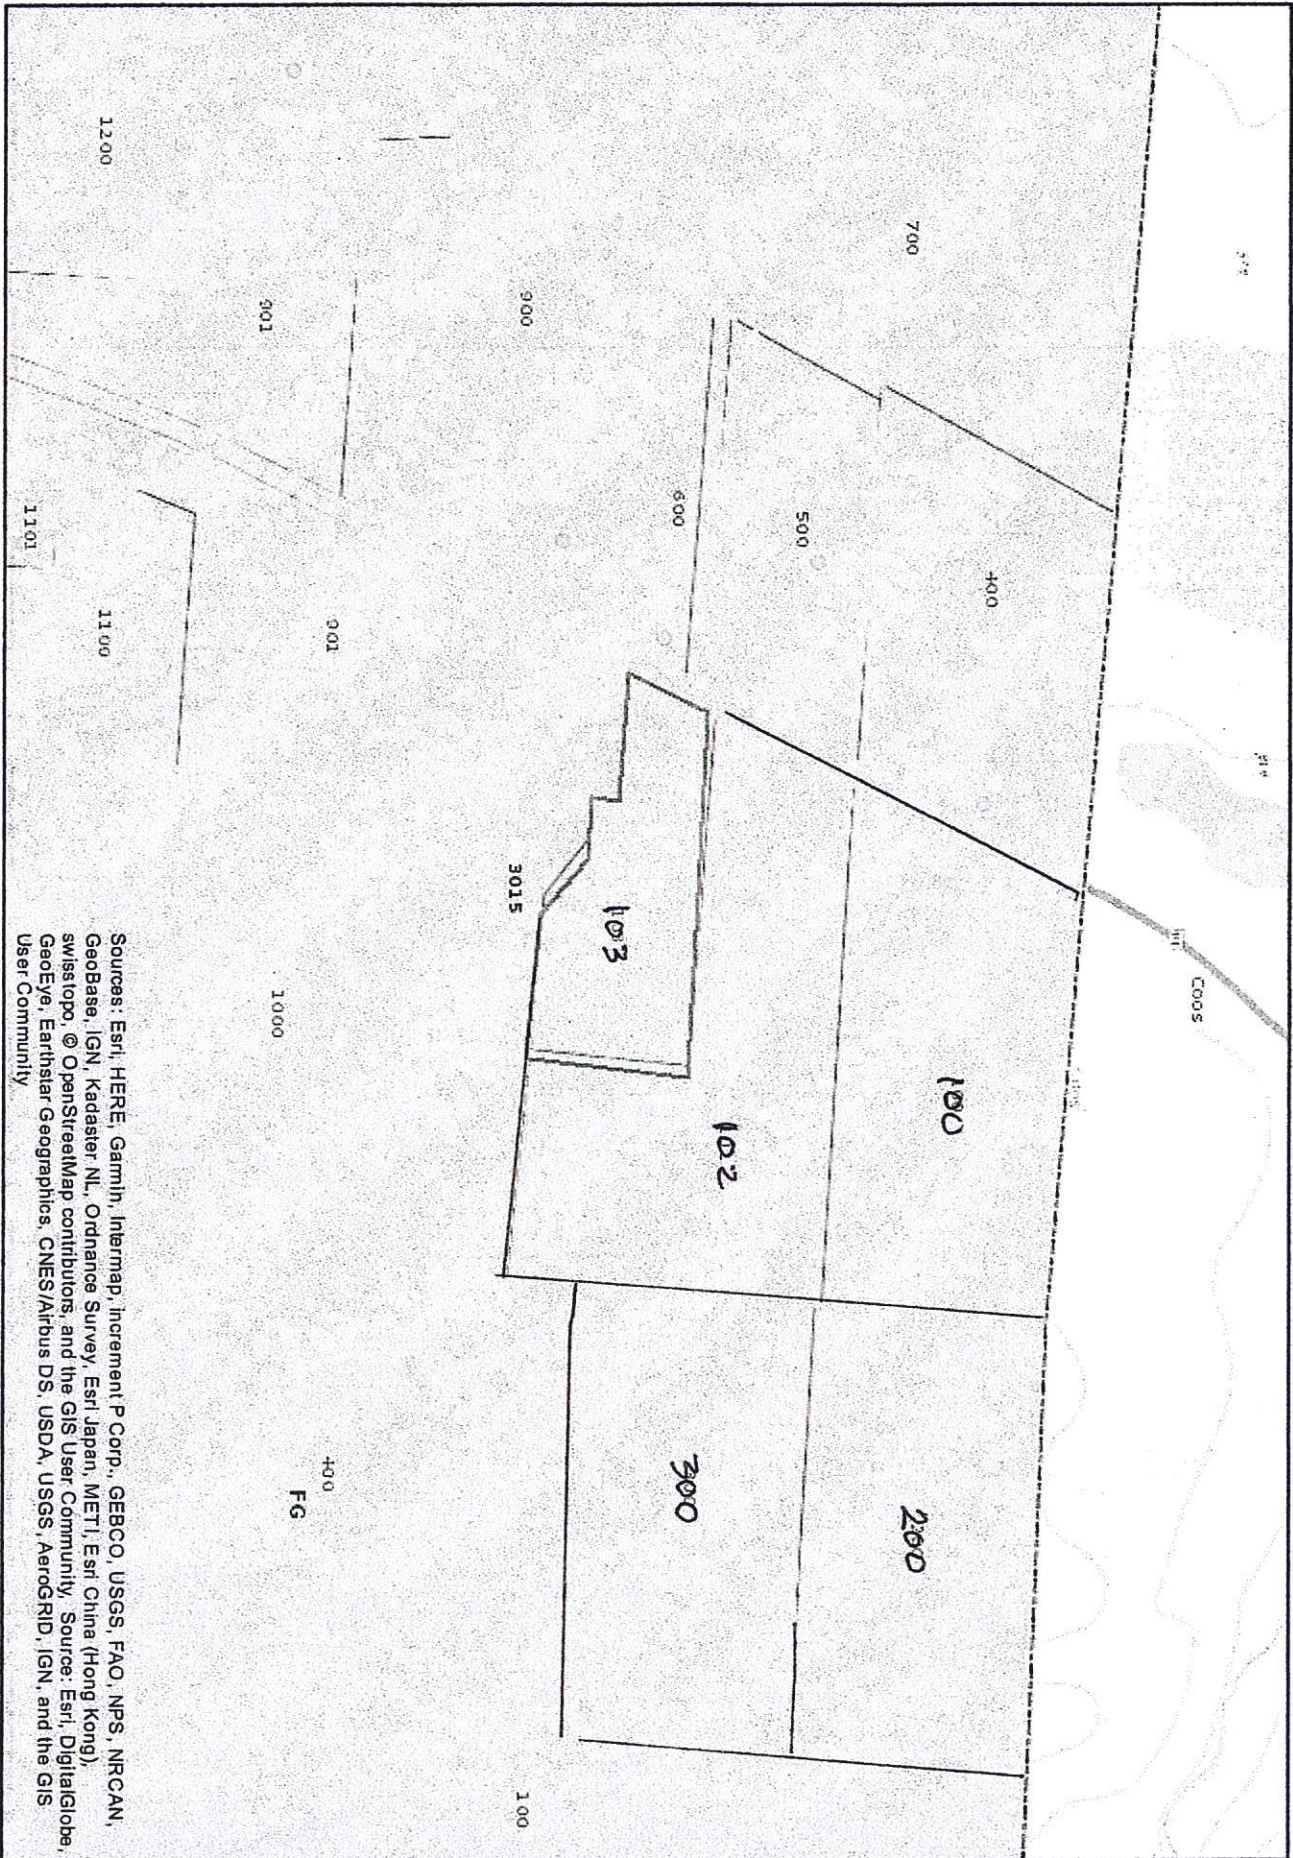 Coos
400
100
700
200
500
102
300
600
103
900
3015
100
901
400
FG
1000
901
1200
1100
1101
Sources: Esri, HERE, Garmin, Intermap, increment P Corp., GEBCO, USGS, FAO, NPS, NRCAN,
GeoBase, IGN, Kadaster NL, Ordnance Survey, Esri Japan, METI, Esri China (Hong Kong),
swisstopo, © OpenStreetMap contributors, and the GIS User Community, Source: Esri, DigitalGlobe,
GeoEye, Earthstar Geographics, CNES/Airbus DS, USDA, USGS, AeroGRID, IGN, and the GIS
User Community